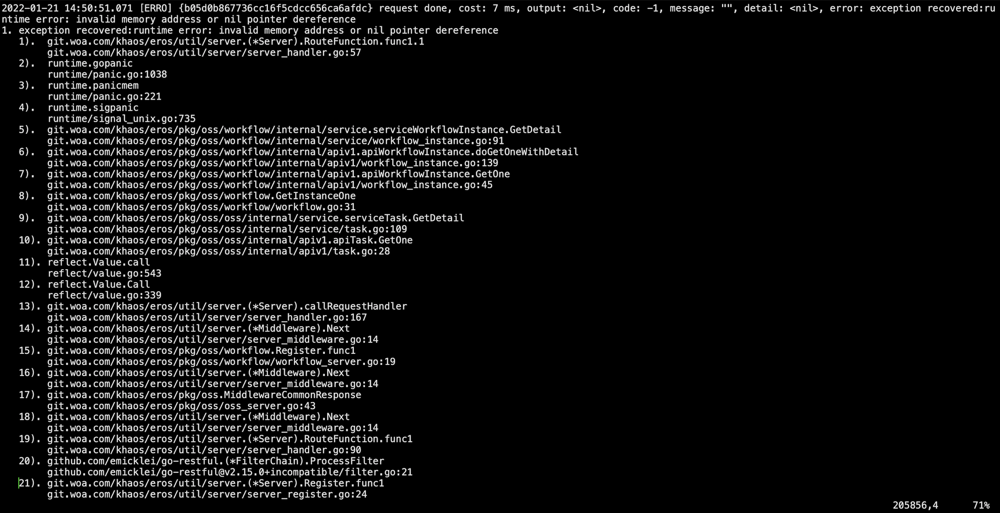 2022-01-21 14:50:51.071 [ERRO] {b05d0b867736cc16f5cdcc656ca6afdc} request done, cost: 7 ms, output: <nil>, code: -1, message: "", detail: <nil>, error: exception recovered:ru
ntime error: invalid memory address or nil pointer dereference
1. exception recovered:runtime error: invalid memory address or nil pointer dereference
   1).  git.woa.com/khaos/eros/util/server.(*Server).RouteFunction.func1.1
        git.woa.com/khaos/eros/util/server/server_handler.go:57
   2).  runtime.gopanic
        runtime/panic.go:1038
   3).  runtime.panicmem
        runtime/panic.go:221
   4).  runtime.sigpanic
        runtime/signal_unix.go:735
   5).  git.woa.com/khaos/eros/pkg/oss/workflow/internal/service.serviceWorkflowInstance.GetDetail
        git.woa.com/khaos/eros/pkg/oss/workflow/internal/service/workflow_instance.go:91
   6).  git.woa.com/khaos/eros/pkg/oss/workflow/internal/apiv1.apiWorkflowInstance.doGetOneWithDetail
        git.woa.com/khaos/eros/pkg/oss/workflow/internal/apiv1/workflow_instance.go:139
   7).  git.woa.com/khaos/eros/pkg/oss/workflow/internal/apiv1.apiWorkflowInstance.GetOne
        git.woa.com/khaos/eros/pkg/oss/workflow/internal/apiv1/workflow_instance.go:45
   8).  git.woa.com/khaos/eros/pkg/oss/workflow.GetInstanceOne
        git.woa.com/khaos/eros/pkg/oss/workflow/workflow.go:31
   9).  git.woa.com/khaos/eros/pkg/oss/oss/internal/service.serviceTask.GetDetail
        git.woa.com/khaos/eros/pkg/oss/oss/internal/service/task.go:109
   10). git.woa.com/khaos/eros/pkg/oss/oss/internal/apiv1.apiTask.GetOne
        git.woa.com/khaos/eros/pkg/oss/oss/internal/apiv1/task.go:28
   11). reflect.Value.call
        reflect/value.go:543
   12). reflect.Value.Call
        reflect/value.go:339
   13). git.woa.com/khaos/eros/util/server.(*Server).callRequestHandler
        git.woa.com/khaos/eros/util/server/server_handler.go:167
   14). git.woa.com/khaos/eros/util/server.(*Middleware).Next
        git.woa.com/khaos/eros/util/server/server_middleware.go:14
   15). git.woa.com/khaos/eros/pkg/oss/workflow.Register.func1
        git.woa.com/khaos/eros/pkg/oss/workflow/workflow_server.go:19
   16). git.woa.com/khaos/eros/util/server.(*Middleware).Next
        git.woa.com/khaos/eros/util/server/server_middleware.go:14
   17). git.woa.com/khaos/eros/pkg/oss.MiddlewareCommonResponse
        git.woa.com/khaos/eros/pkg/oss/oss_server.go:43
   18). git.woa.com/khaos/eros/util/server.(*Middleware).Next
        git.woa.com/khaos/eros/util/server/server_middleware.go:14
   19). git.woa.com/khaos/eros/util/server.(*Server).RouteFunction.func1
        git.woa.com/khaos/eros/util/server/server_handler.go:90
   20). github.com/emicklei/go-restful.(*FilterChain).ProcessFilter
        github.com/emicklei/go-restful@v2.15.0+incompatible/filter.go:21
   21). git.woa.com/khaos/eros/util/server.(*Server).Register.func1
        git.woa.com/khaos/eros/util/server/server_register.go:24
205856,4      71%